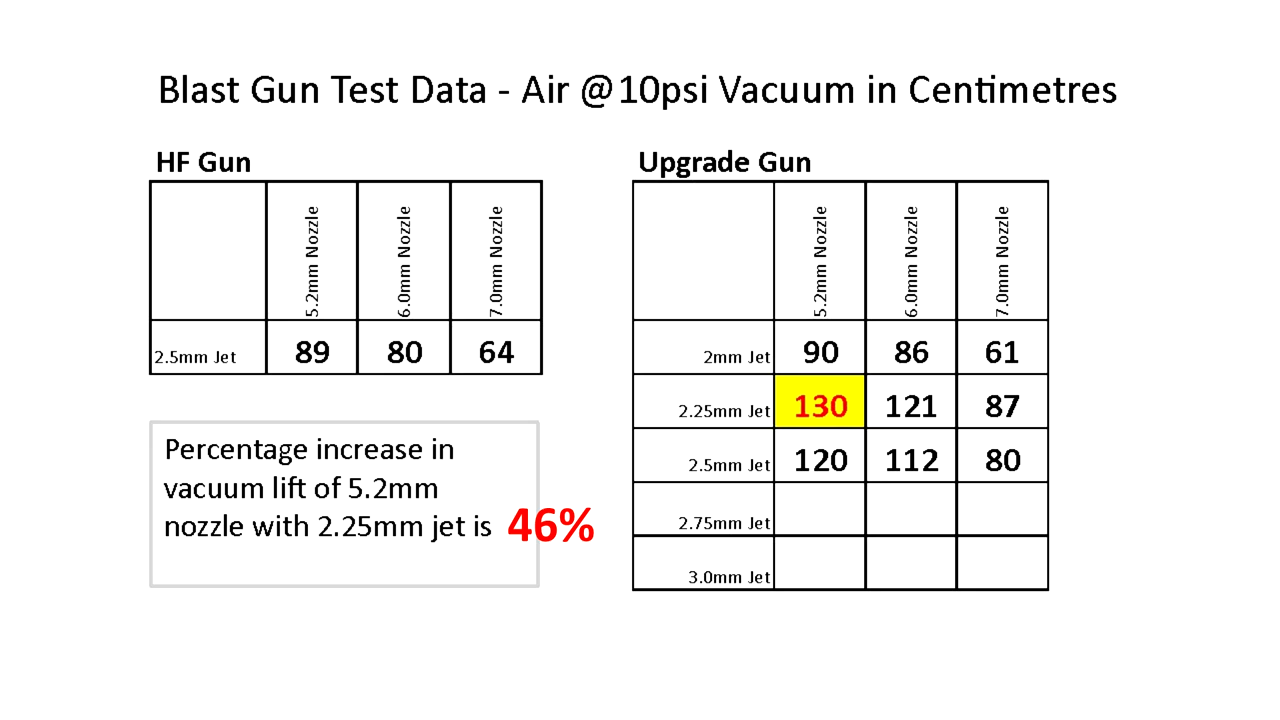 Blast Gun Test Data - Air @10psi Vacuum in Centimetres
HF Gun
5.2mm Nozzle
6.0mm Nozzle
7.0mm Nozzle
2.5mm Jet 89 80 64
Percentage increase in
vacuum lift of 5.2mm
nozzle with 2.25mm jet is 46%
Upgrade Gun
5.2mm Nozzle
6.0mm Nozzle
7.0mm Nozzle
2mm Jet 90 86 61
2.25mm Jet 130 121 87
2.5mm Jet 120 112 80
2.75mm Jet
3.0mm Jet